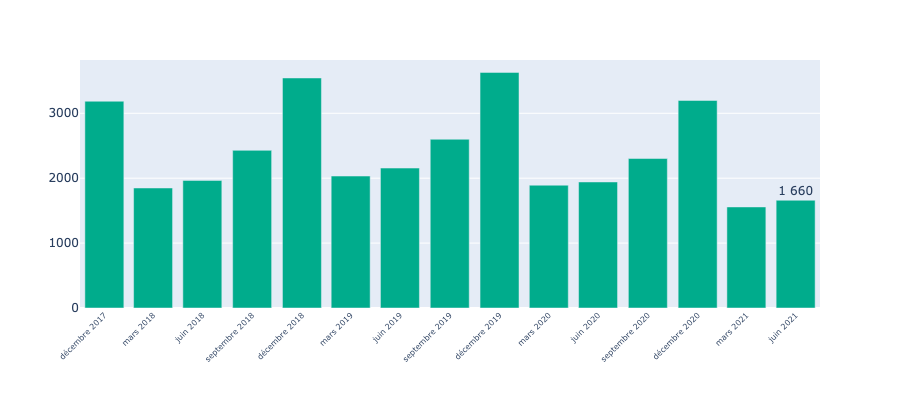 3000
2000
1000
0
1 660
décembre 2017
mars 2018
juin 2018
septembre 2018
décembre 2018
mars 2019
juin 2019
septembre 2019
décembre 2019
mars 2020
juin 2020
septembre 2020
décembre 2020
mars 2021
juin 2021